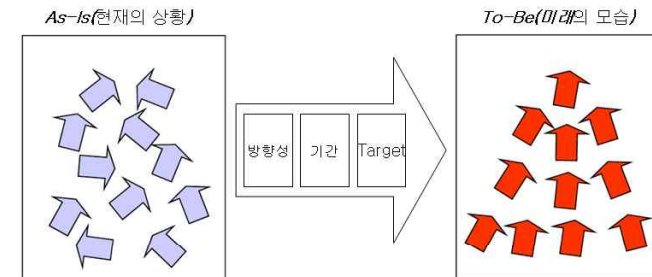 As-Is(현재의 상황)
To-Be(미래의 모습)
방향성
기간
Target